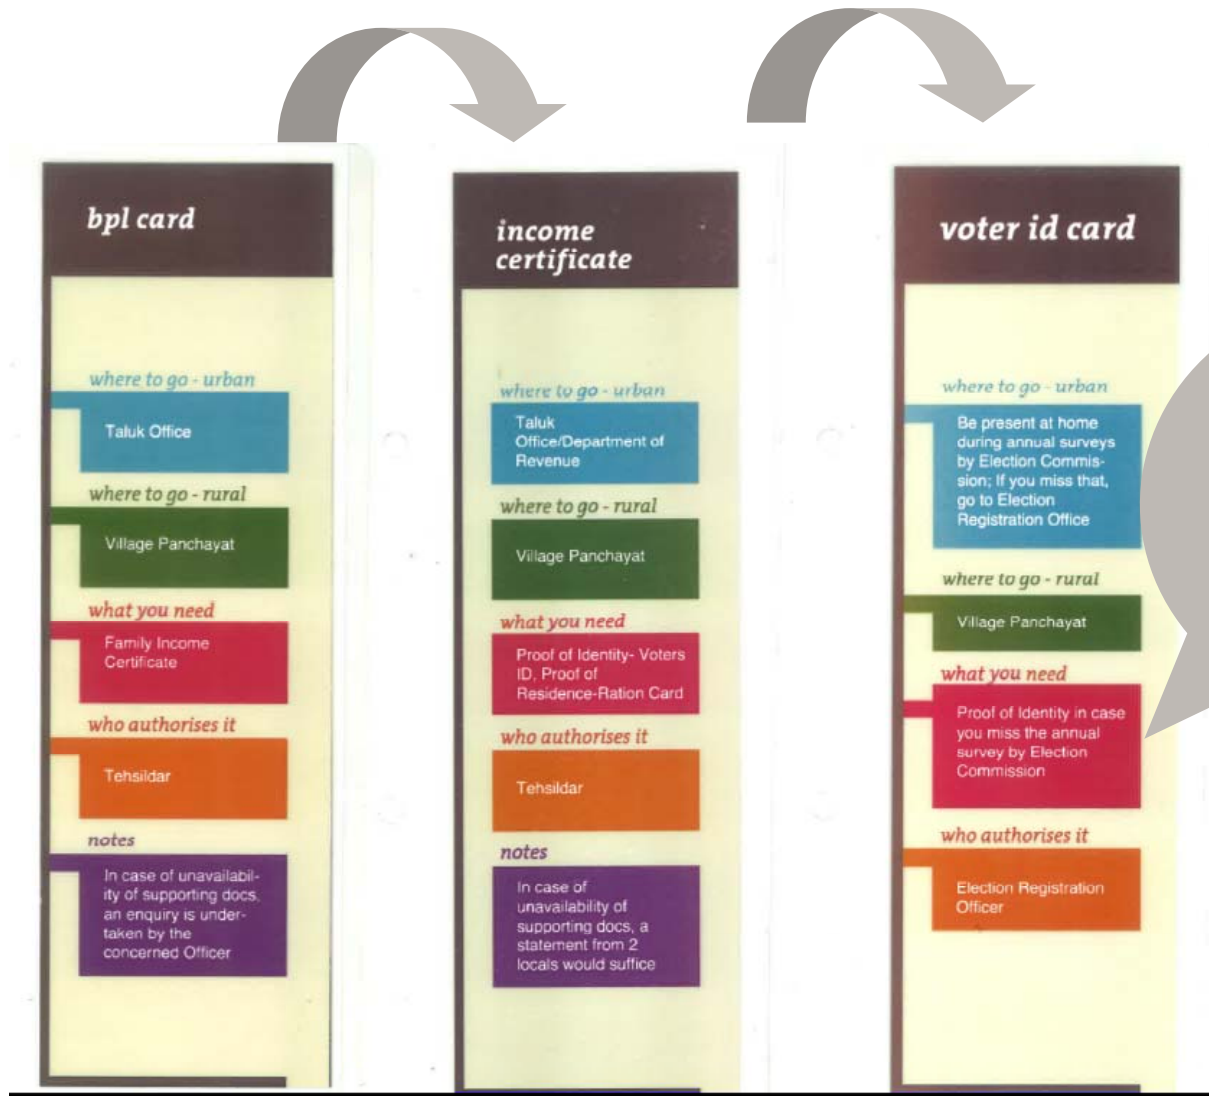 bpl card
where to go - urban
Taluk Office
where to go - rural
Village Panchayat
what you need
Family Income
Certificate
who authorises it
Tehsildar
notes
In case of unavailabil-
ity of supporting docs,
an enquiry is under-
taken by the
concerned Officer
income
certificate
where to go - urban
Taluk
Office/Department of
Revenue
where to go - rural
Village Panchayat
what you need
Proof of Identity- Voters
ID, Proof of
Residence-Ration Card
who authorises it
Tehsildar
notes
In case of
unavailability of
supporting docs, a
statement from 2
locals would suffice
voter id card
where to go - urban
Be present at home
during annual surveys
by Election Commis-
sion; If you miss that,
go to Election
Registration Office
where to go - rural
Village Panchayat
what you need
Proof of Identity in case
you miss the annual
survey by Election
Commission
who authorises it
Election Registration
Officer